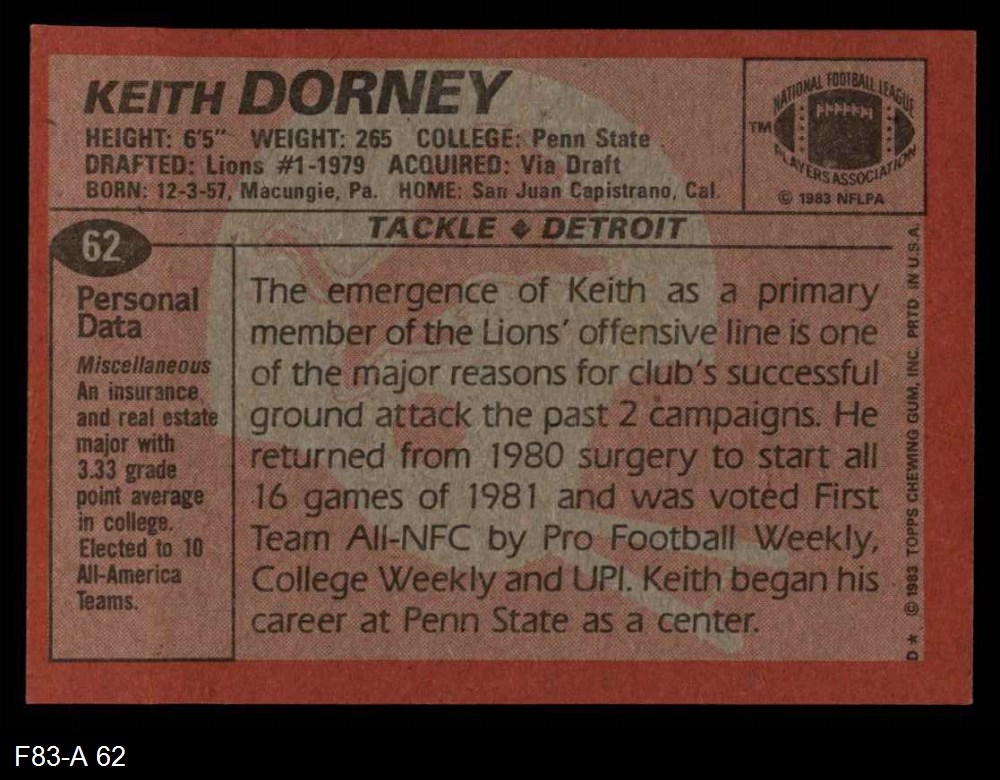 KEITH DORNEY
HEIGHT: 6'5" WEIGHT: 265 COLLEGE: Penn State
DRAFTED: Lions #1-1979 ACQUIRED: Via Draft
BORN: 12-3-57, Macungie, Pa. HOME: San Juan Capistrano, Cal.
NATIONAL FOOTBALL LEAGUE
TM
PLAYERS ASSOCIATION
© 1983 NFLPA
TACKLE ♦ DETROIT
62
Personal
Data
Miscellaneous
An insurance
and real estate
major with
3.33 grade
point average
in college.
Elected to 10
All-America
Teams.
The emergence of Keith as a primary
member of the Lions' offensive line is one
of the major reasons for club's successful
ground attack the past 2 campaigns. He
returned from 1980 surgery to start all
16 games of 1981 and was voted First
Team All-NFC by Pro Football Weekly,
College Weekly and UPI. Keith began his
career at Penn State as a center.
D* © 1983 TOPPS CHEWING GUM, INC. PRTD IN U.S.A.
F83-A 62